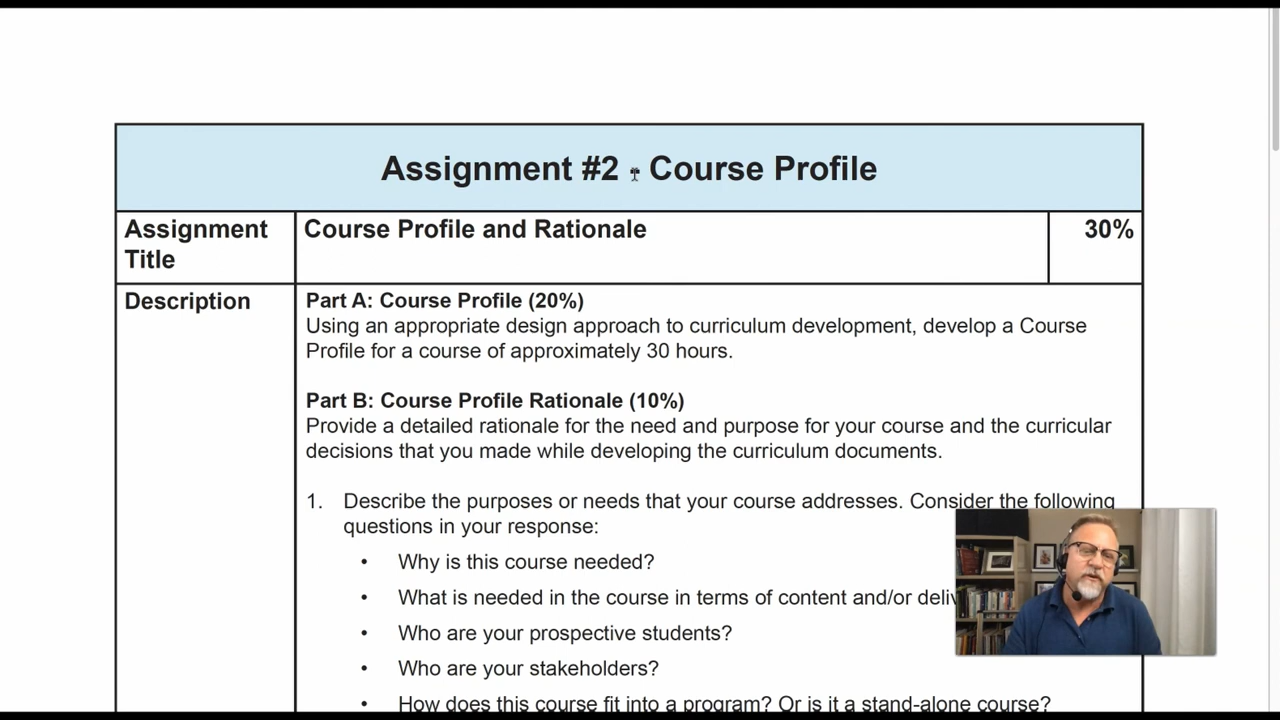 Assignment #2 - Course Profile
Assignment
Title
Course Profile and Rationale
30%
Description
Part A: Course Profile (20%)
Using an appropriate design approach to curriculum development, develop a Course
Profile for a course of approximately 30 hours.
Part B: Course Profile Rationale (10%)
Provide a detailed rationale for the need and purpose for your course and the curricular
decisions that you made while developing the curriculum documents.
1. Describe the purposes or needs that your course addresses. Consider the following
questions in your response:
• Why is this course needed?
• What is needed in the course in terms of content and/or
• Who are your prospective students?
• Who are your stakeholders?
• How does this course fit into a program? Or is it a stand-alone course?